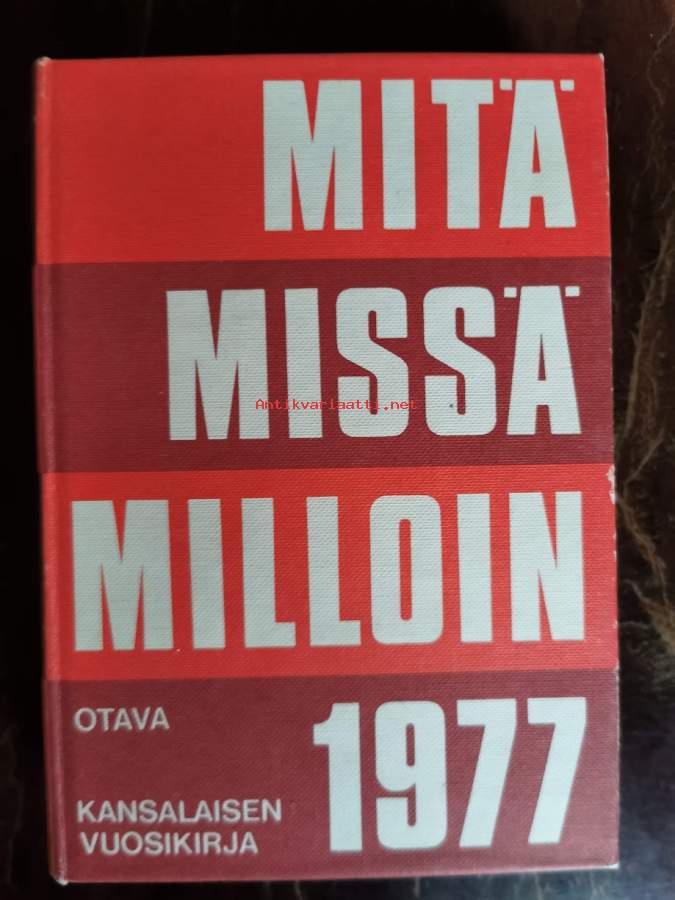 MITÄ
MISSÄ
Antikvariaatti.net
MILLOIN
OTAVA
1977
KANSALAISEN
VUOSIKIRJA